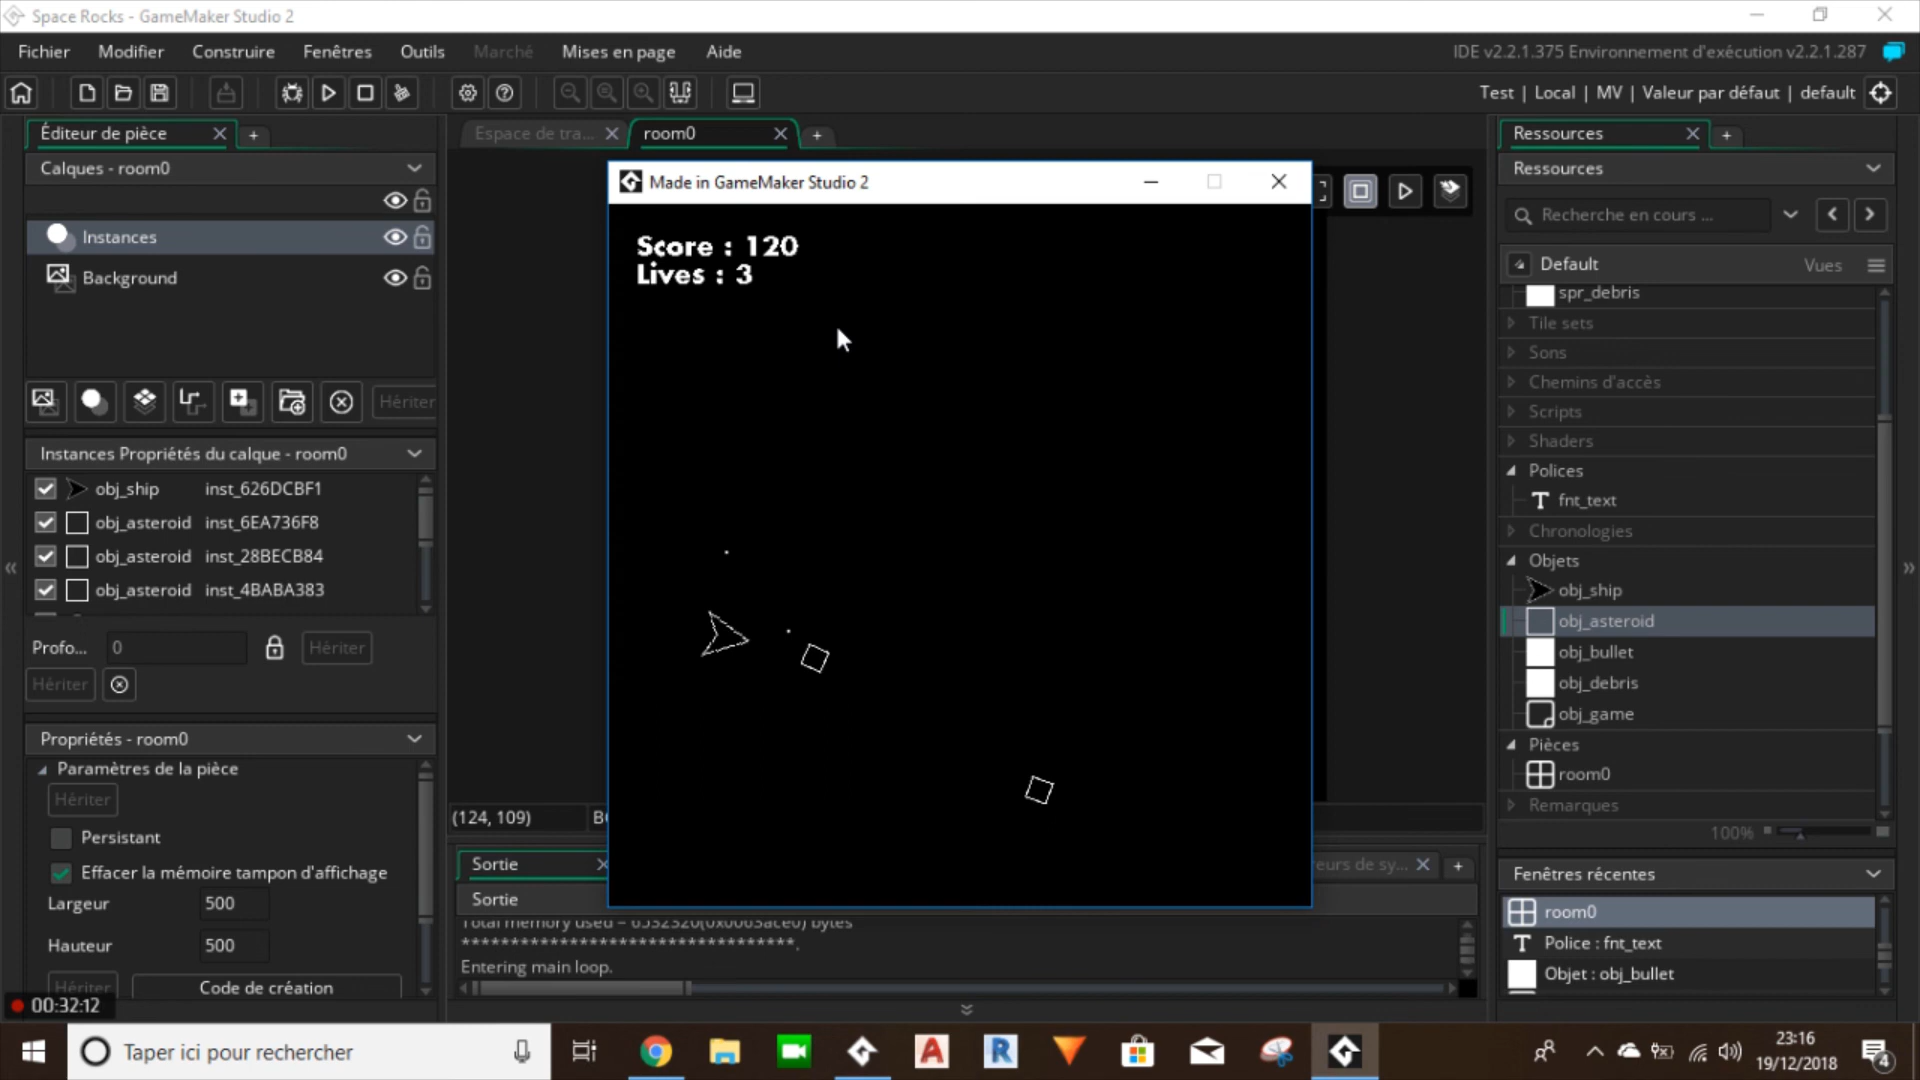 Space Rocks - GameMaker Studio 2
Fichier Modifier Construire Fenêtres Outils Marché Mises en page Aide
IDE v2.2.1.375 Environnement d'exécution v2.2.1.287
Test | Local | MV | Valeur par défaut | default
Éditeur de pièce
Espace de tra...
room0
Ressources
Calques - room0
Instances
Background
Hériter
Instances Propriétés du calque - room0
obj_ship inst_626DCBF1
obj_asteroid inst_6EA736F8
obj_asteroid inst_28BECB84
obj_asteroid inst_4BABA383
Profo... 0 Hériter
Hériter
Propriétés - room0
Paramètres de la pièce
Hériter
Persistant
Effacer la mémoire tampon d'affichage
Largeur 500
Hauteur 500
Hériter Code de création
00:32:12
Made in GameMaker Studio 2
Score : 120
Lives : 3
(124, 109)
Sortie
eurs de sy...
Sortie
**********************************.
Entering main loop.
Ressources
Recherche en cours ...
Default Vues
spr_debris
Tile sets
Sons
Chemins d'accès
Scripts
Shaders
Polices
fnt_text
Chronologies
Objets
obj_ship
obj_asteroid
obj_bullet
obj_debris
obj_game
Pièces
room0
Remarques
100%
Fenêtres récentes
room0
Police : fnt_text
Objet : obj_bullet
Taper ici pour rechercher
23:16
19/12/2018
4